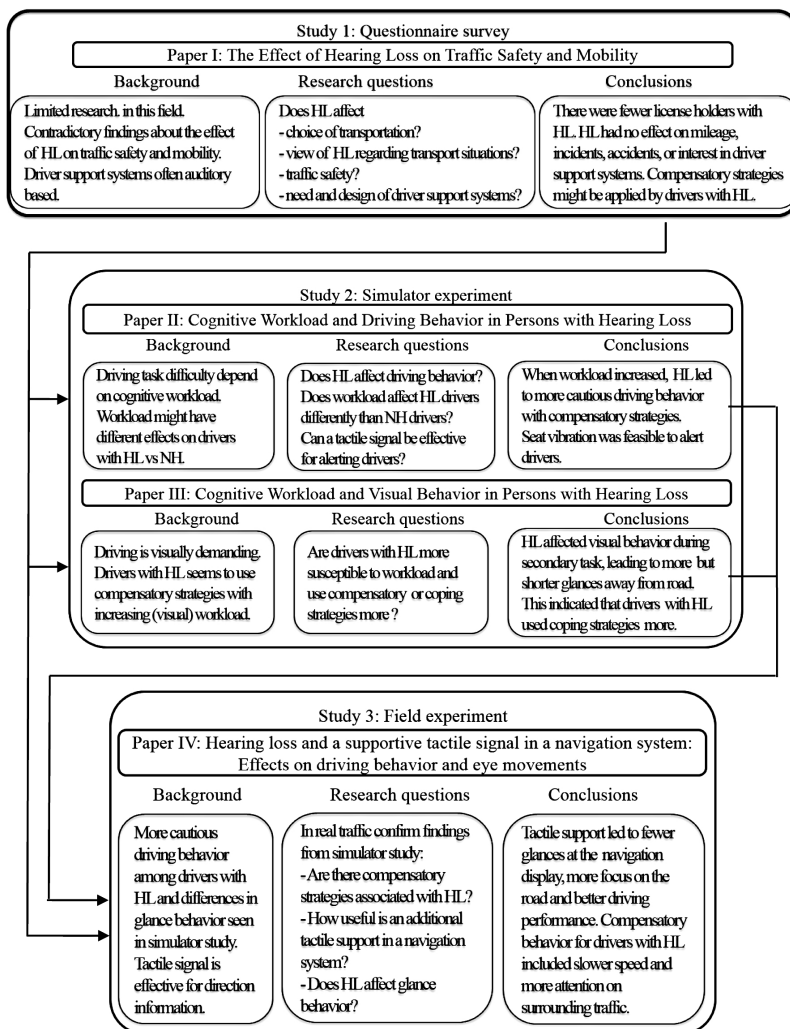 Study 1: Questionnaire survey
Paper I: The Effect of Hearing Loss on Traffic Safety and Mobility
Background
Limited research. in this field.
Contradictory findings about the effect
of HL on traffic safety and mobility.
Driver support systems often auditory
based.
Research questions
Does HL affect
- choice of transportation?
- view of HL regarding transport situations?
- traffic safety?
- need and design of driver support systems?
Conclusions
There were fewer license holders with
HL. HL had no effect on mileage,
incidents, accidents, or interest in driver
support systems. Compensatory strategies
might be applied by drivers with HL.
Study 2: Simulator experiment
Paper II: Cognitive Workload and Driving Behavior in Persons with Hearing Loss
Background
Driving task difficulty depend
on cognitive workload.
Workload might have
different effects on drivers
with HL vs NH.
Research questions
Does HL affect driving behavior?
Does workload affect HL drivers
differently than NH drivers?
Can a tactile signal be effective
for alerting drivers?
Conclusions
When workload increased, HL led
to more cautious driving behavior
with compensatory strategies.
Seat vibration was feasible to alert
drivers.
Paper III: Cognitive Workload and Visual Behavior in Persons with Hearing Loss
Background
Driving is visually demanding.
Drivers with HL seems to use
compensatory strategies with
increasing (visual) workload.
Research questions
Are drivers with HL more
susceptible to workload and
use compensatory or coping
strategies more ?
Conclusions
HL affected visual behavior during
secondary task, leading to more but
shorter glances away from road.
This indicated that drivers with HL
used coping strategies more.
Study 3: Field experiment
Paper IV: Hearing loss and a supportive tactile signal in a navigation system:
Effects on driving behavior and eye movements
Background
More cautious
driving behavior
among drivers with
HL and differences in
glance behavior seen
in simulator study.
Tactile signal is
effective for direction
information.
Research questions
In real traffic confirm findings
from simulator study:
- Are there compensatory
strategies associated with HL?
- How useful is an additional
tactile support in a navigation
system?
- Does HL affect glance
behavior?
Conclusions
Tactile support led to fewer
glances at the navigation
display, more focus on the
road and better driving
performance. Compensatory
behavior for drivers with HL
included slower speed and
more attention on
surrounding traffic.